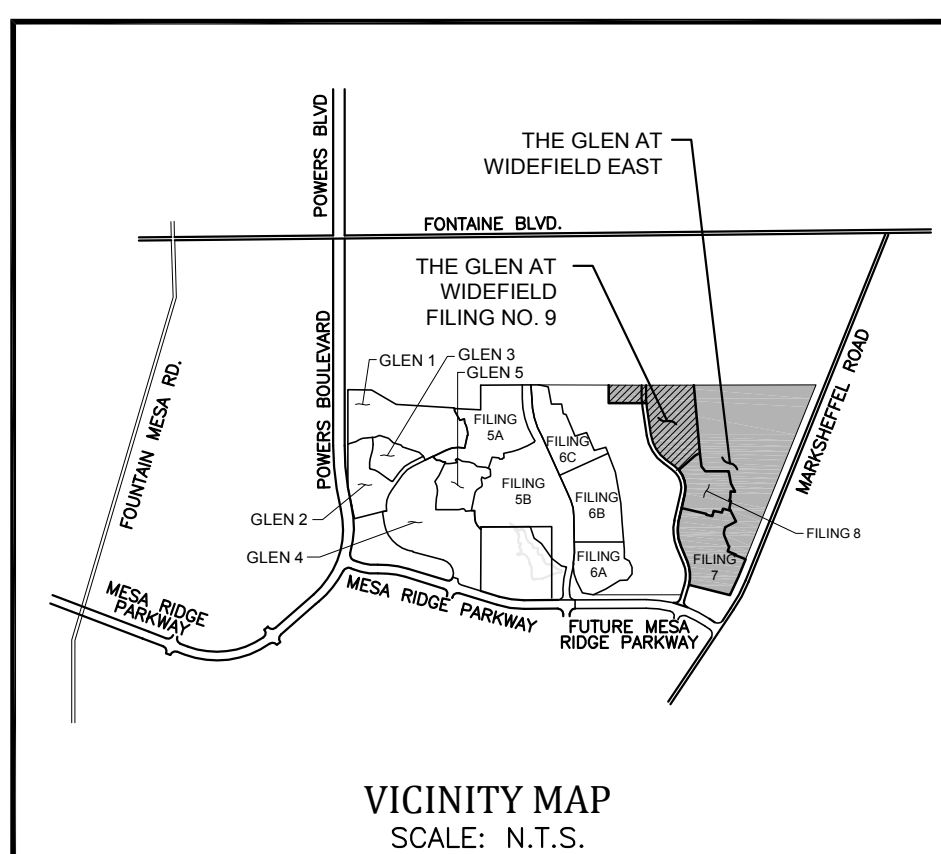 POWERS BLVD
THE GLEN AT
WIDEFIELD EAST
FONTAINE BLVD.
THE GLEN AT
WIDEFIELD
FILING NO. 9
FOUNTAIN MESA RD.
POWERS BOULEVARD
MARKSHEFFEL ROAD
GLEN 1
GLEN 3
GLEN 5
FILING
5A
FILING
6C
FILING
5B
FILING
6B
GLEN 2
GLEN 4
FILING 8
FILING
6A
FILING
7
MESA RIDGE
PARKWAY
MESA RIDGE PARKWAY
FUTURE MESA
RIDGE PARKWAY
VICINITY MAP
SCALE: N.T.S.